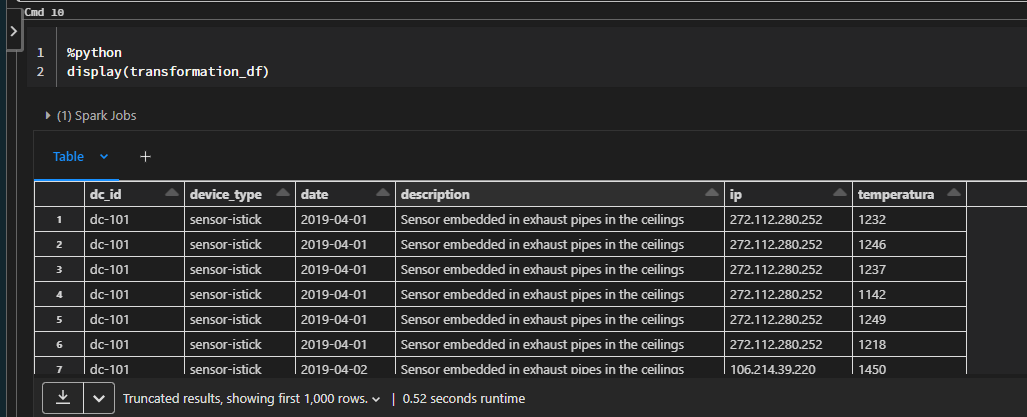 Cmd 10
1 %python
2 display(transformation_df)
(1) Spark Jobs
Table +
dc_id device_type date description ip temperatura
1 dc-101 sensor-istick 2019-04-01 Sensor embedded in exhaust pipes in the ceilings 272.112.280.252 1232
2 dc-101 sensor-istick 2019-04-01 Sensor embedded in exhaust pipes in the ceilings 272.112.280.252 1246
3 dc-101 sensor-istick 2019-04-01 Sensor embedded in exhaust pipes in the ceilings 272.112.280.252 1237
4 dc-101 sensor-istick 2019-04-01 Sensor embedded in exhaust pipes in the ceilings 272.112.280.252 1142
5 dc-101 sensor-istick 2019-04-01 Sensor embedded in exhaust pipes in the ceilings 272.112.280.252 1249
6 dc-101 sensor-istick 2019-04-01 Sensor embedded in exhaust pipes in the ceilings 272.112.280.252 1218
7 dc-101 sensor-istick 2019-04-02 Sensor embedded in exhaust pipes in the ceilings 106.214.39.220 1450
Truncated results, showing first 1,000 rows. | 0.52 seconds runtime